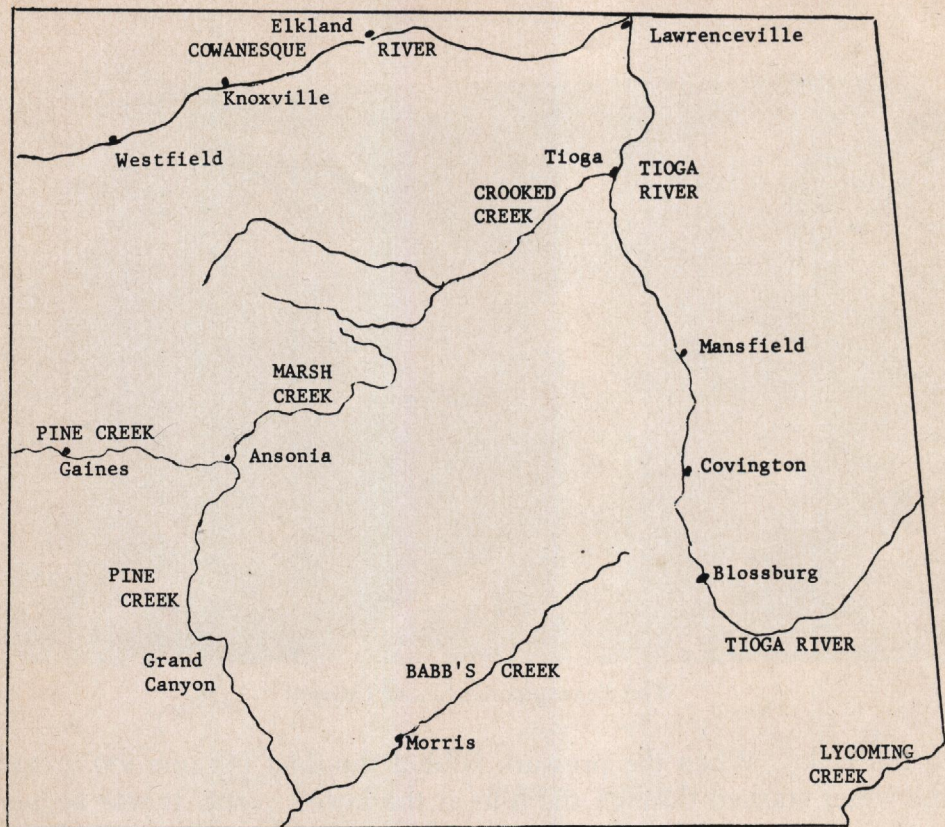 Elkland
COWANESQUE RIVER
Lawrenceville
Knoxville
Westfield
Tioga
TIOGA
RIVER
CROOKED
CREEK
Mansfield
MARSH
CREEK
PINE CREEK
Gaines
Ansonia
Covington
PINE
CREEK
Blossburg
TIOGA RIVER
Grand
Canyon
BABB'S CREEK
Morris
LYCOMING
CREEK